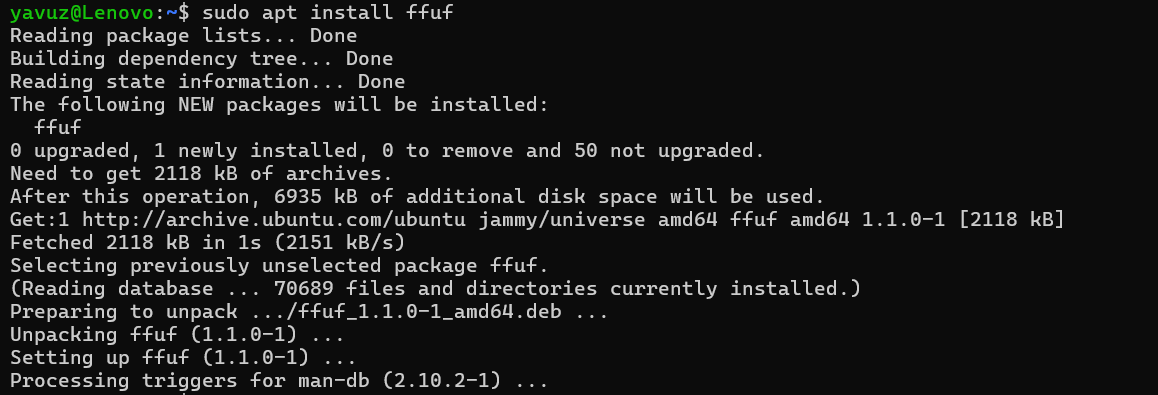 yavuz@Lenovo:~$ sudo apt install ffuf
Reading package lists... Done
Building dependency tree... Done
Reading state information... Done
The following NEW packages will be installed:
  ffuf
0 upgraded, 1 newly installed, 0 to remove and 50 not upgraded.
Need to get 2118 kB of archives.
After this operation, 6935 kB of additional disk space will be used.
Get:1 http://archive.ubuntu.com/ubuntu jammy/universe amd64 ffuf amd64 1.1.0-1 [2118 kB]
Fetched 2118 kB in 1s (2151 kB/s)
Selecting previously unselected package ffuf.
(Reading database ... 70689 files and directories currently installed.)
Preparing to unpack .../ffuf_1.1.0-1_amd64.deb ...
Unpacking ffuf (1.1.0-1) ...
Setting up ffuf (1.1.0-1) ...
Processing triggers for man-db (2.10.2-1) ...